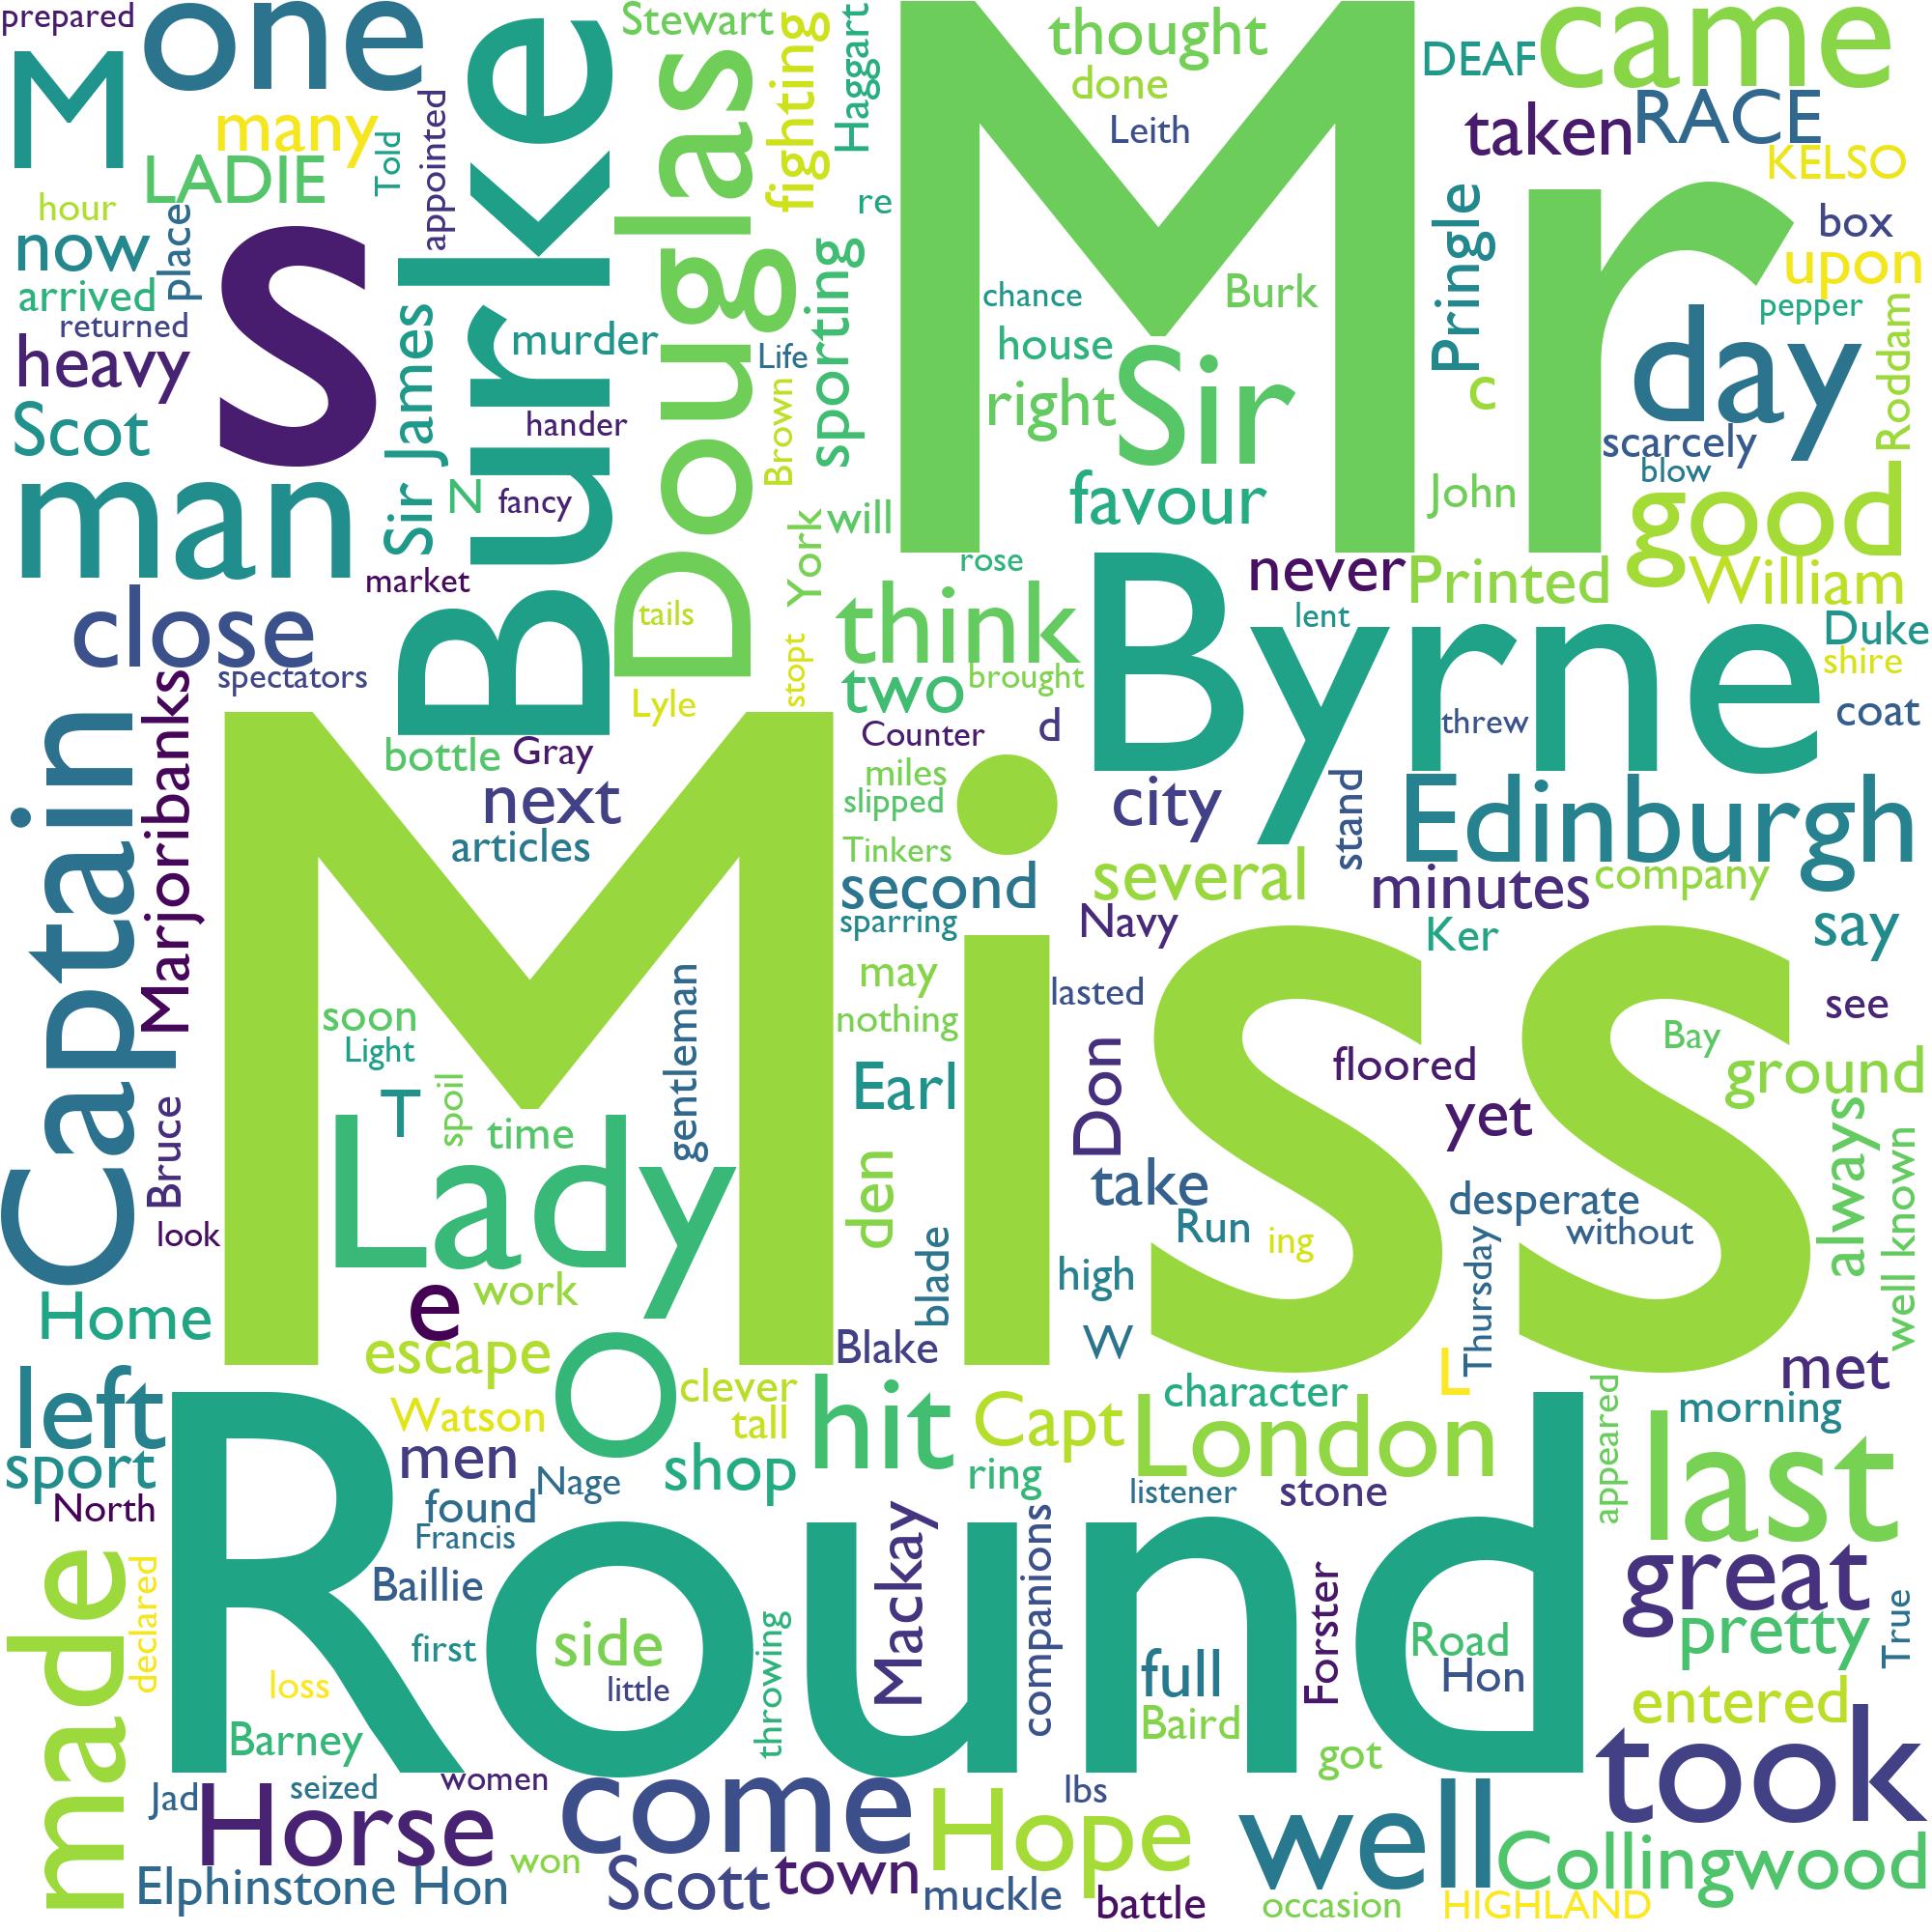 prepared
one
M
many
LADIE
Told
appointed
hour
now
place
arrived
returned
heavy
Scot
S
man
Sir James
Burke
murder
hander
N
fancy
market
close
spectators
Stewart
Douglas
fighting
Haggart
re
sporting
Life
Brown
will
York
tails
stopt
Lyle
Mr
thought
done
Leith
chance
Burk
house
right
Sir
favour
rose
DEAF
came
taken
RACE
KELSO
Pringle
box
upon
pepper
c
day
Roddam
scarcely
blow
John
good
never
Printed
William
lent
Duke
shire
think
two
brought
Byrne
threw
coat
Captain
Marjoribanks
bottle
Gray
next
articles
Counter
d
miles
slipped
Tinkers
second
sparring
city
stand
Edinburgh
several
minutes
company
Navy
Ker
say
Miss
soon
Light
T
spoil
time
gentleman
Lady
may
nothing
lasted
Earl
Don
den
take
blade
Run
ing
high
floored
yet
desperate
without
Thursday
see
Bay
ground
always
well known
Bruce
look
Home
e
work
escape
O
Blake
W
L
met
left
sport
North
Watson
clever
tall
men
Nage
found
Francis
shop
hit
Capt
ring
character
London
listener
stone
appeared
morning
last
made
declared
Round
Baillie
first
side
little
loss
Barney
throwing
Mackay
companions
full
Baird
Forster
Road
Hon
got
great
pretty
True
entered
took
Jad
seized
women
Horse
Elphinstone Hon
won
come
Scott
town
Hope
lbs
muckle
battle
well
Collingwood
occasion
HIGHLAND